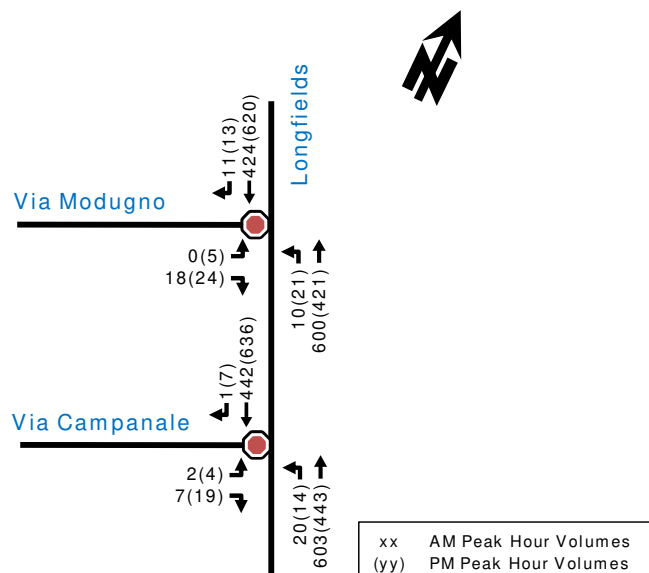 Longfields
11(13)
424(620)
Via Modugno
0(5)
18(24)
10(21)
600(421)
1(7)
442(636)
Via Campanale
2(4)
7(19)
20(14)
603(443)
xx AM Peak Hour Volumes
(yy) PM Peak Hour Volumes